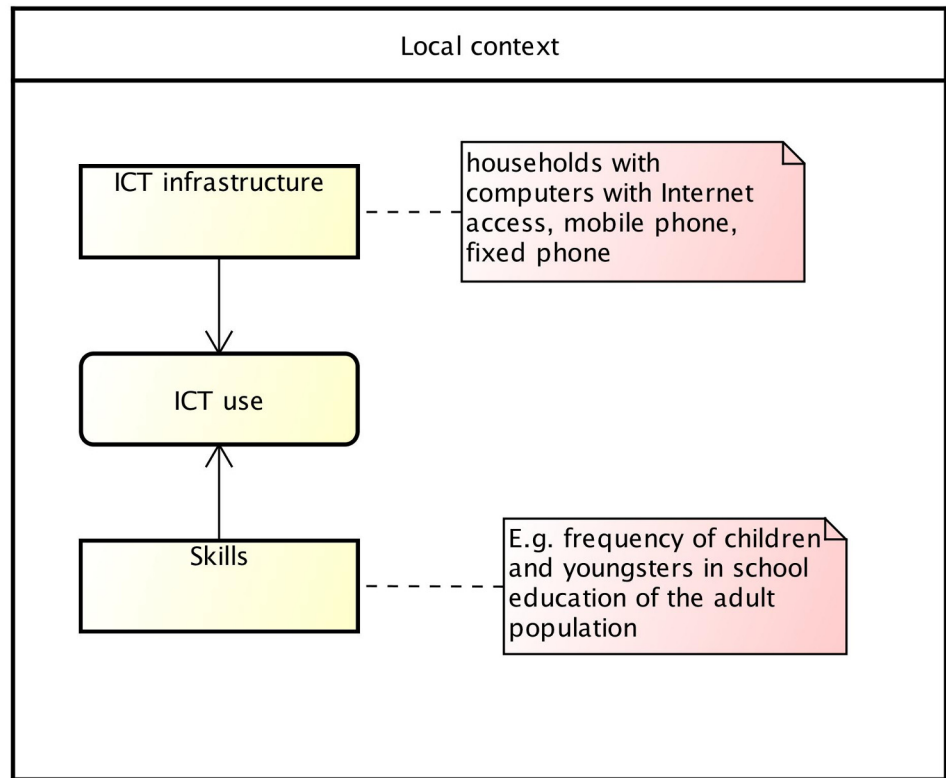 Local context
ICT infrastructure
households with
computers with Internet
access, mobile phone,
fixed phone
ICT use
Skills
E.g. frequency of children
and youngsters in school
education of the adult
population